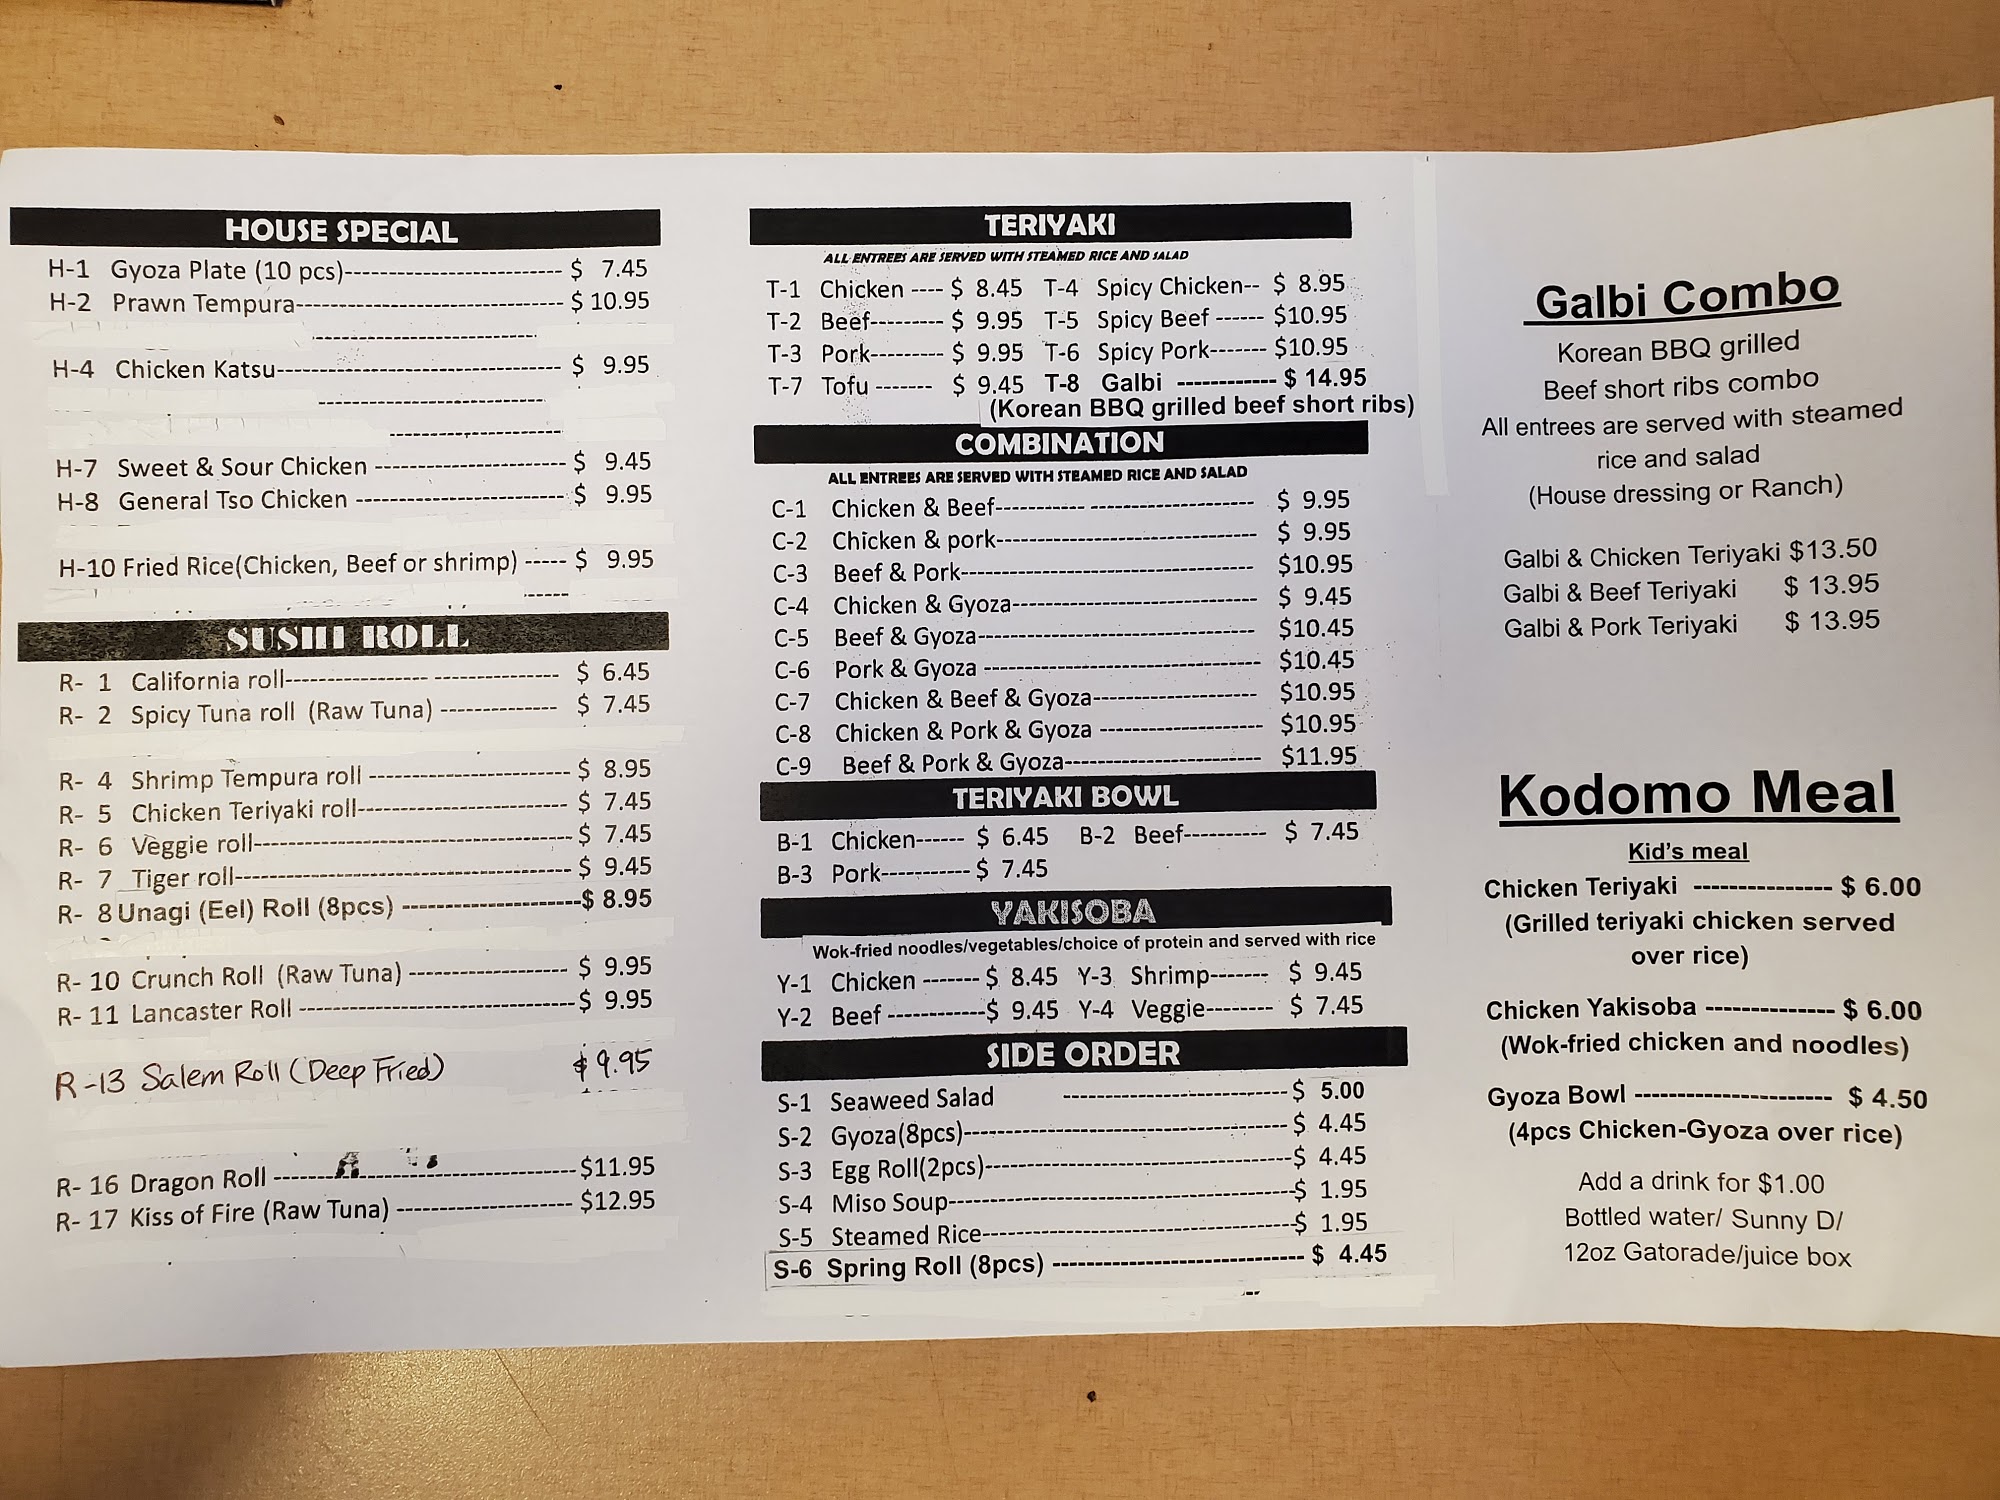 HOUSE SPECIAL
H-1 Gyoza Plate (10 pcs)------------------------- $ 7.45
H-2 Prawn Tempura------------------------------- $ 10.95
H-4 Chicken Katsu--------------------------------- $ 9.95
H-7 Sweet & Sour Chicken ---------------------- $ 9.45
H-8 General Tso Chicken ------------------------ $ 9.95
H-10 Fried Rice(Chicken, Beef or shrimp) ----- $ 9.95
SUSHI ROLL
R- 1 California roll---------------- -------------- $ 6.45
R- 2 Spicy Tuna roll (Raw Tuna) ------------- $ 7.45
R- 4 Shrimp Tempura roll ---------------------- $ 8.95
R- 5 Chicken Teriyaki roll----------------------- $ 7.45
R- 6 Veggie roll------------------------------------ $ 7.45
R- 7 Tiger roll-------------------------------------- $ 9.45
R- 8 Unagi (Eel) Roll (8pcs) --------------------$ 8.95
R- 10 Crunch Roll (Raw Tuna) ----------------- $ 9.95
R- 11 Lancaster Roll ------------------------------ $ 9.95
R-13 Salem Roll (Deep Fried) $9.95
R- 16 Dragon Roll ---------------------------------$11.95
R- 17 Kiss of Fire (Raw Tuna) ------------------- $12.95
TERIYAKI
ALL ENTREES ARE SERVED WITH STEAMED RICE AND SALAD
T-1 Chicken ---- $ 8.45 T-4 Spicy Chicken-- $ 8.95
T-2 Beef--------- $ 9.95 T-5 Spicy Beef ------ $10.95
T-3 Pork--------- $ 9.95 T-6 Spicy Pork------- $10.95
T-7 Tofu ------- $ 9.45 T-8 Galbi ------------ $ 14.95
(Korean BBQ grilled beef short ribs)
COMBINATION
ALL ENTREES ARE SERVED WITH STEAMED RICE AND SALAD
C-1 Chicken & Beef----------- -------------------- $ 9.95
C-2 Chicken & pork-------------------------------- $ 9.95
C-3 Beef & Pork------------------------------------ $10.95
C-4 Chicken & Gyoza------------------------------ $ 9.45
C-5 Beef & Gyoza---------------------------------- $10.45
C-6 Pork & Gyoza ---------------------------------- $10.45
C-7 Chicken & Beef & Gyoza-------------------- $10.95
C-8 Chicken & Pork & Gyoza -------------------- $10.95
C-9 Beef & Pork & Gyoza------------------------ $11.95
TERIYAKI BOWL
B-1 Chicken------ $ 6.45 B-2 Beef---------- $ 7.45
B-3 Pork----------- $ 7.45
YAKISOBA
Wok-fried noodles/vegetables/choice of protein and served with rice
Y-1 Chicken ------- $ 8.45 Y-3 Shrimp------- $ 9.45
Y-2 Beef ------------$ 9.45 Y-4 Veggie-------- $ 7.45
SIDE ORDER
S-1 Seaweed Salad ---------------------------$ 5.00
S-2 Gyoza(8pcs)---------------------------------------$ 4.45
S-3 Egg Roll(2pcs)-------------------------------------$ 4.45
S-4 Miso Soup------------------------------------------$ 1.95
S-5 Steamed Rice--------------------------------------$ 1.95
S-6 Spring Roll (8pcs) ---------------------------- $ 4.45
Galbi Combo
Korean BBQ grilled
Beef short ribs combo
All entrees are served with steamed
rice and salad
(House dressing or Ranch)
Galbi & Chicken Teriyaki $13.50
Galbi & Beef Teriyaki $ 13.95
Galbi & Pork Teriyaki $ 13.95
Kodomo Meal
Kid's meal
Chicken Teriyaki --------------- $ 6.00
(Grilled teriyaki chicken served
over rice)
Chicken Yakisoba -------------- $ 6.00
(Wok-fried chicken and noodles)
Gyoza Bowl ---------------------- $ 4.50
(4pcs Chicken-Gyoza over rice)
Add a drink for $1.00
Bottled water/ Sunny D/
12oz Gatorade/juice box